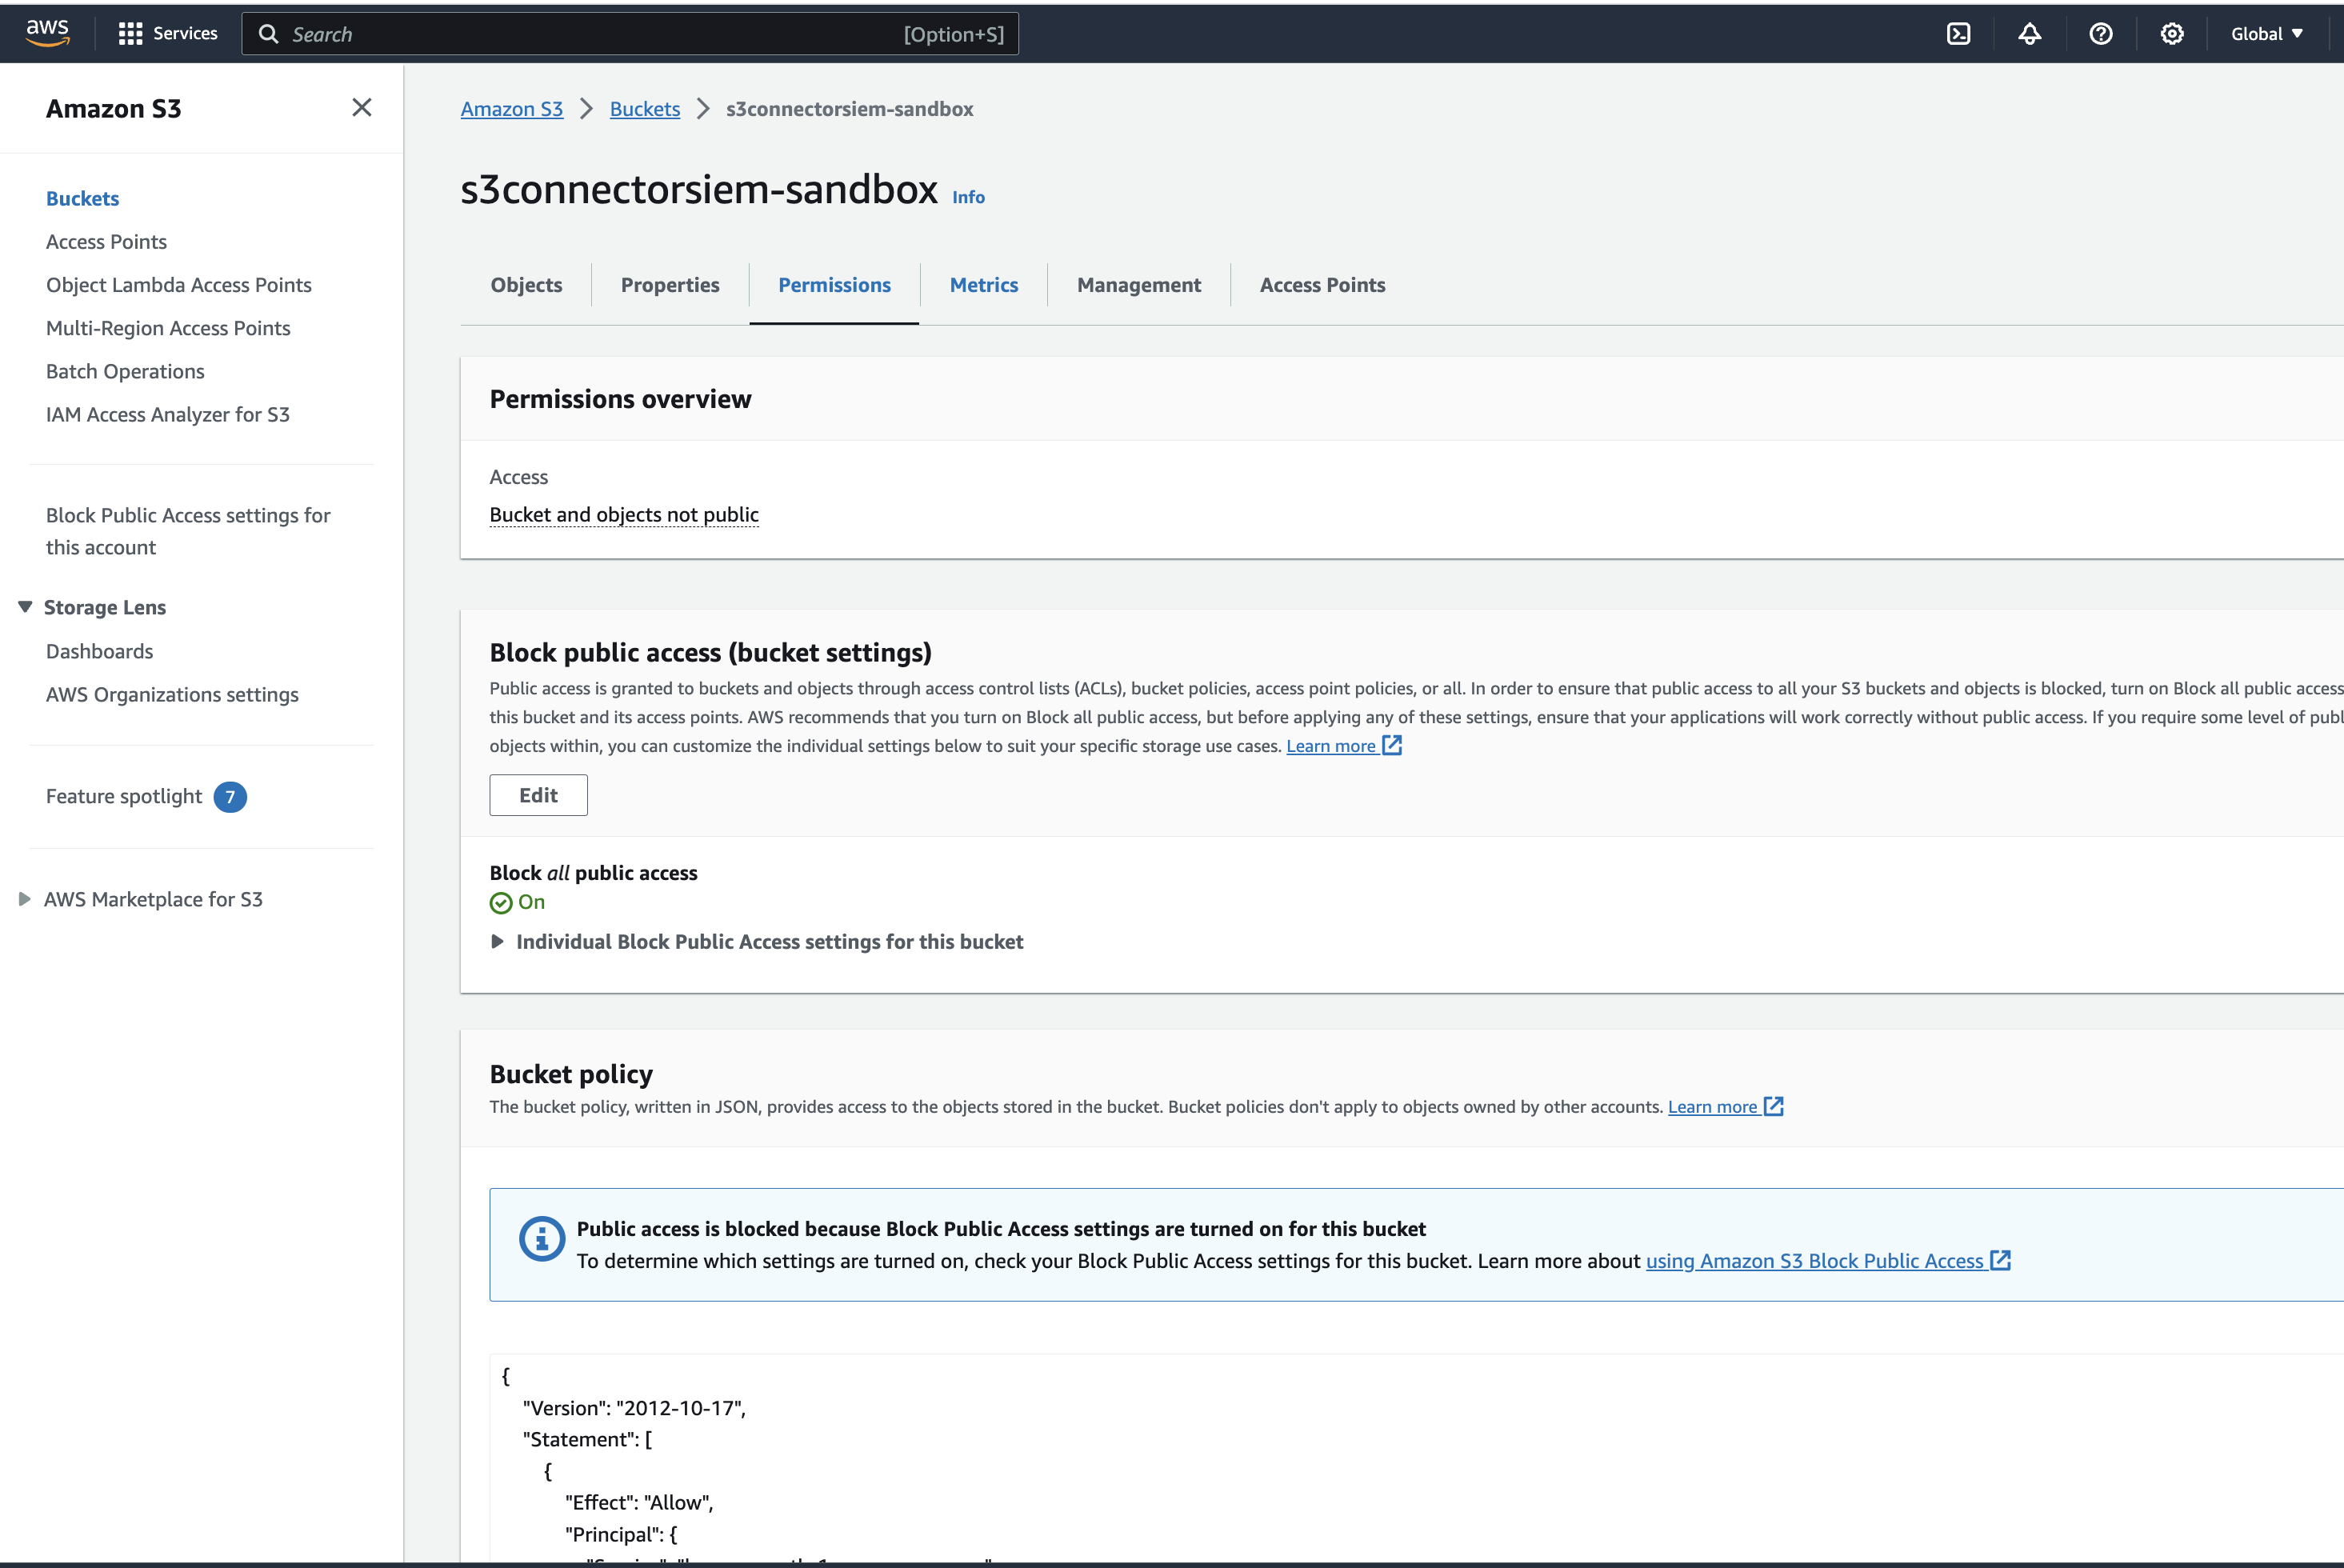 aws
Services
Search
[Option+S]
Global
Amazon S3
Buckets
Access Points
Object Lambda Access Points
Multi-Region Access Points
Batch Operations
IAM Access Analyzer for S3
Block Public Access settings for
this account
Storage Lens
Dashboards
AWS Organizations settings
Feature spotlight 7
AWS Marketplace for S3
Amazon S3 > Buckets > s3connectorsiem-sandbox
s3connectorsiem-sandbox Info
Objects
Properties
Permissions
Metrics
Management
Access Points
Permissions overview
Access
Bucket and objects not public
Block public access (bucket settings)
Public access is granted to buckets and objects through access control lists (ACLs), bucket policies, access point policies, or all. In order to ensure that public access to all your S3 buckets and objects is blocked, turn on Block all public access
this bucket and its access points. AWS recommends that you turn on Block all public access, but before applying any of these settings, ensure that your applications will work correctly without public access. If you require some level of publ
objects within, you can customize the individual settings below to suit your specific storage use cases. Learn more
Edit
Block all public access
On
Individual Block Public Access settings for this bucket
Bucket policy
The bucket policy, written in JSON, provides access to the objects stored in the bucket. Bucket policies don't apply to objects owned by other accounts. Learn more
Public access is blocked because Block Public Access settings are turned on for this bucket
To determine which settings are turned on, check your Block Public Access settings for this bucket. Learn more about using Amazon S3 Block Public Access
{
"Version": "2012-10-17",
"Statement": [
{
"Effect": "Allow",
"Principal": {